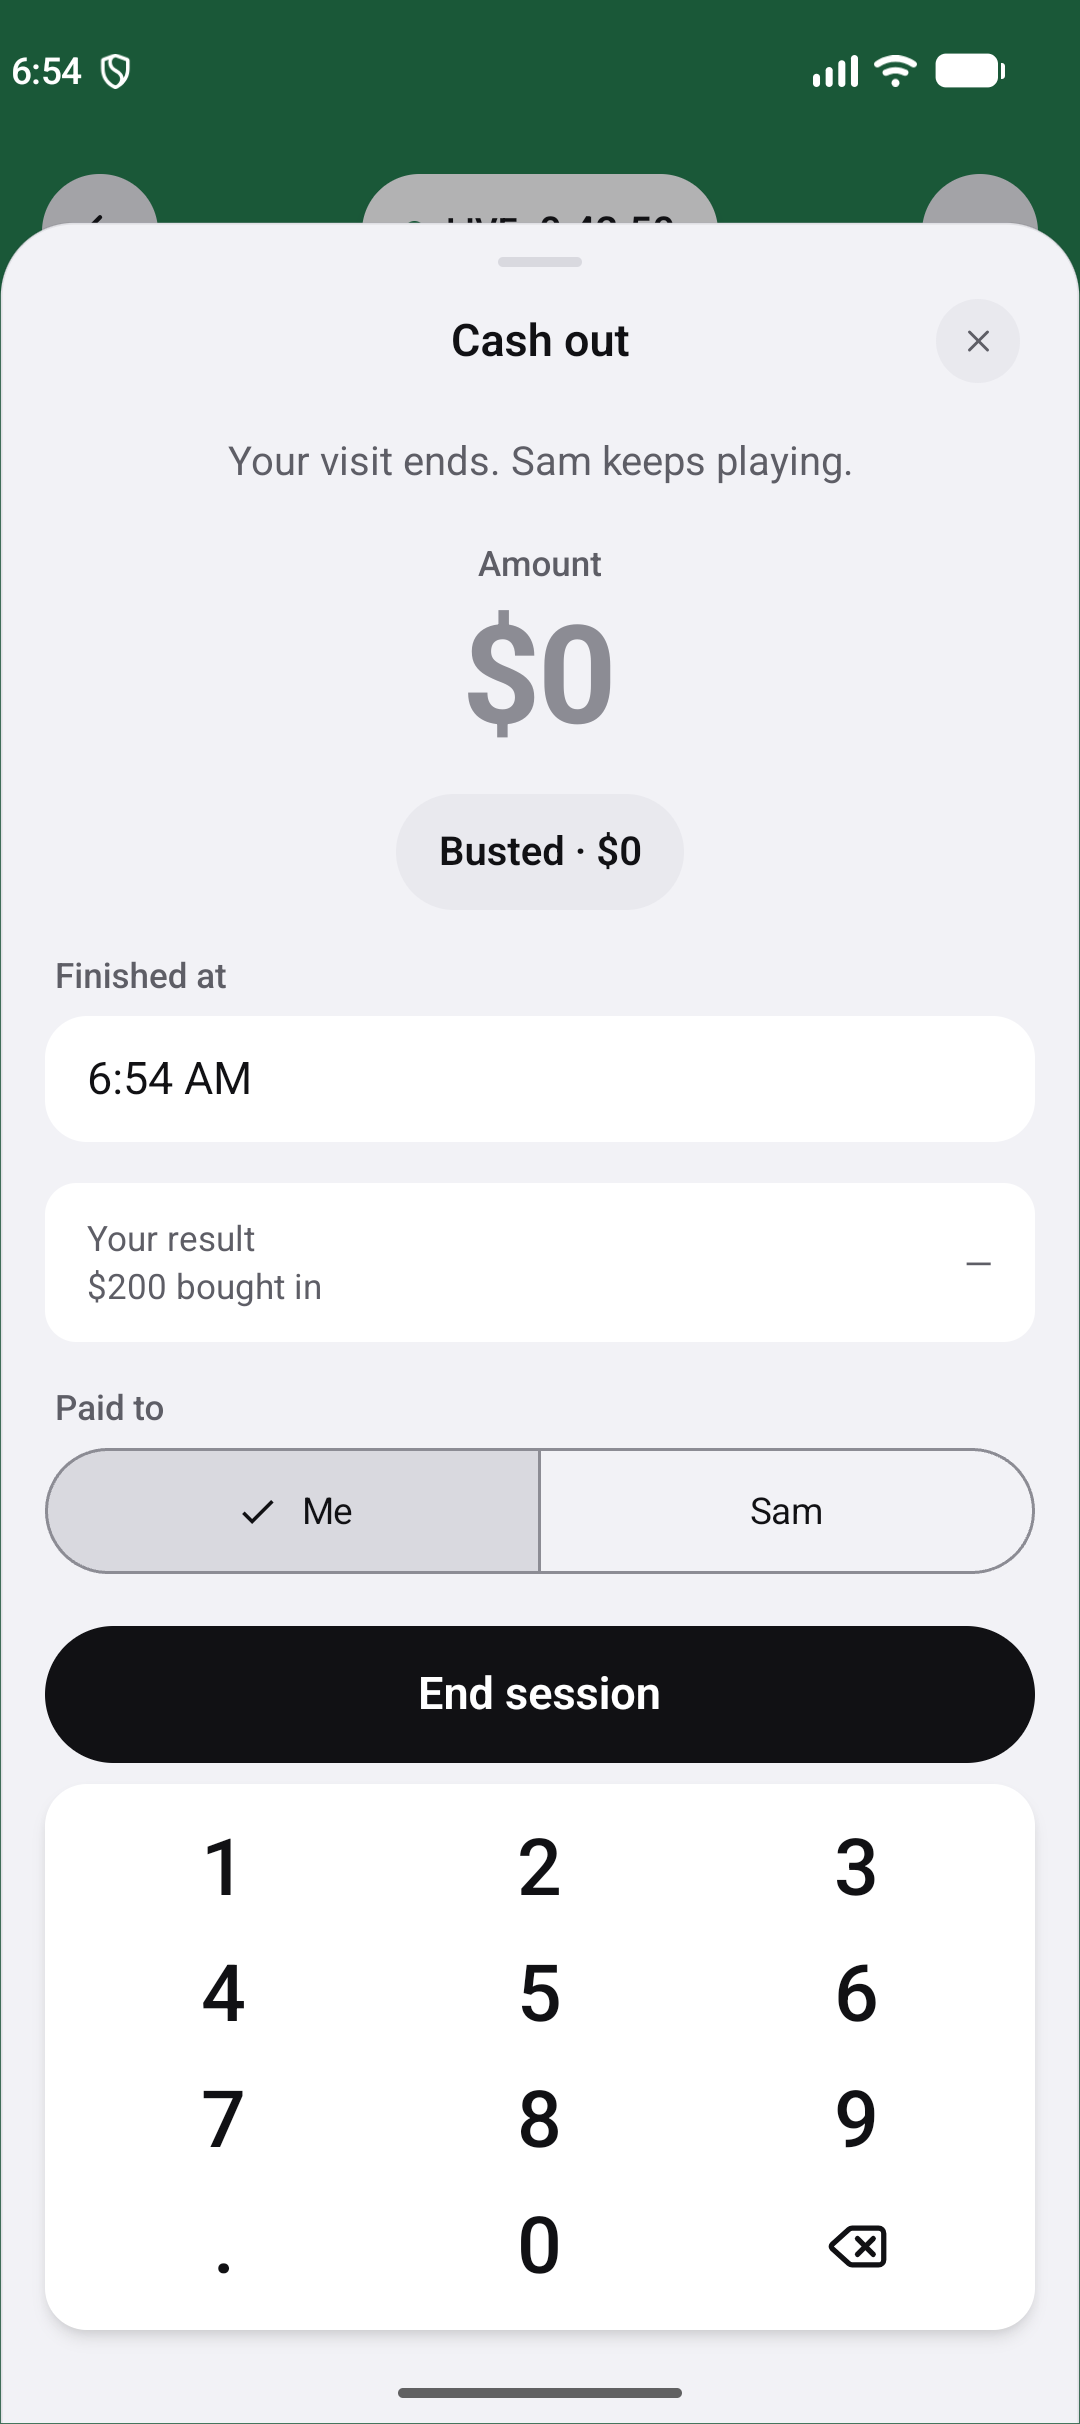 6:54
Cash out
Your visit ends. Sam keeps playing.
Amount
$0
Busted · $0
Finished at
6:54 AM
Your result
$200 bought in
–
Paid to
Me
Sam
End session
1 2 3
4 5 6
7 8 9
. 0